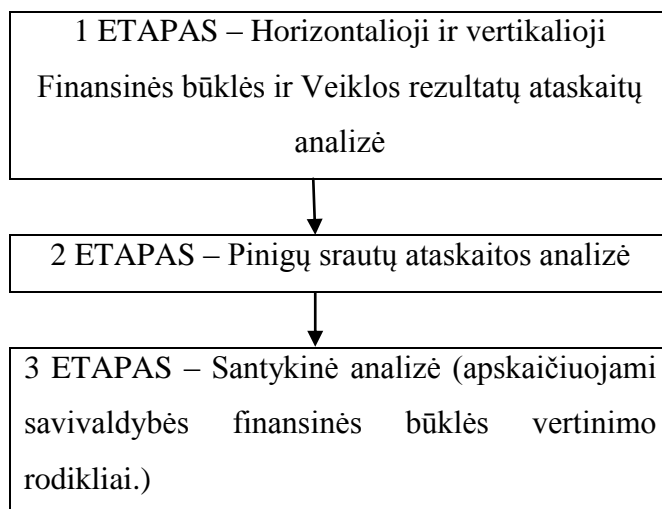 1 ETAPAS – Horizontalioji ir vertikalioji
Finansinės būklės ir Veiklos rezultatų ataskaitų
analizė
2 ETAPAS – Pinigų srautų ataskaitos analizė
3 ETAPAS – Santykinė analizė (apskaičiuojami
savivaldybės finansinės būklės vertinimo
rodikliai.)